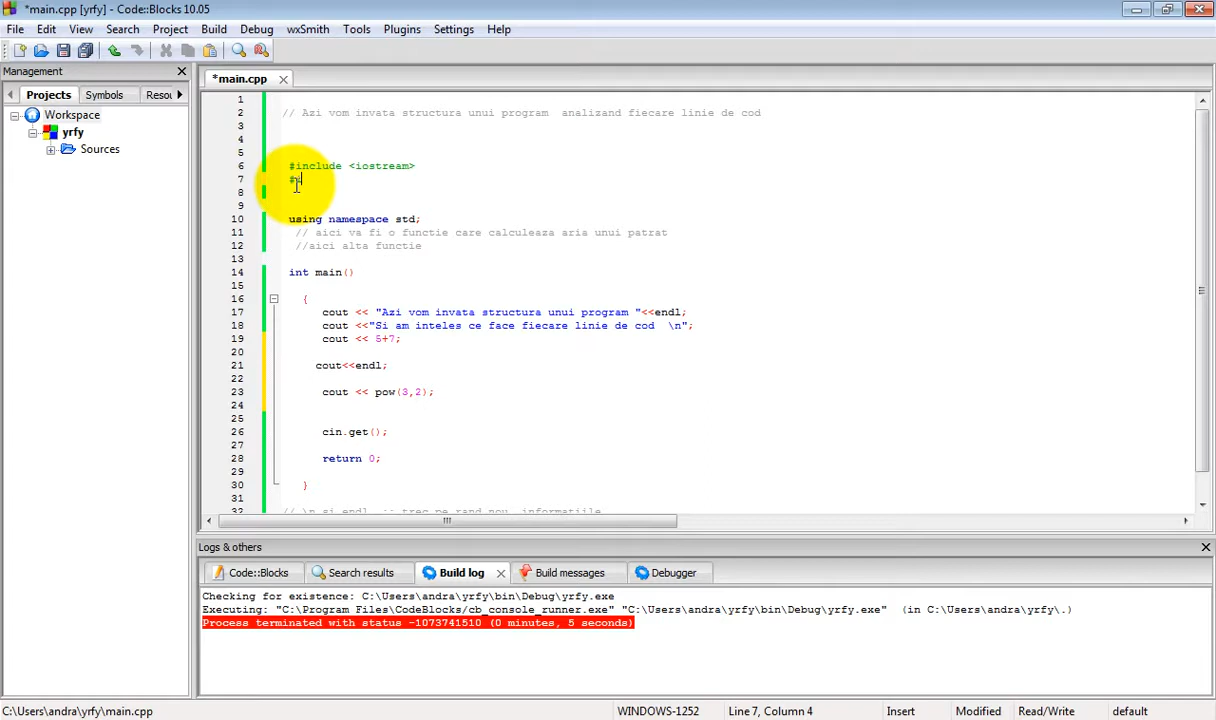 *main.cpp [yrfy] - Code::Blocks 10.05
File Edit View Search Project Build Debug wxSmith Tools Plugins Settings Help
Management
*main.cpp
Projects Symbols Resou
Workspace
yrfy
Sources
1
2 // Azi vom invata structura unui program analizand fiecare linie de cod
3
4
5
6 #include <iostream>
7 #i
8
9
10 using namespace std;
11 // aici va fi o functie care calculeaza aria unui patrat
12 //aici alta functie
13
14 int main()
15
16 {
17 cout << "Azi vom invata structura unui program "<<endl;
18 cout <<"Si am inteles ce face fiecare linie de cod \n";
19 cout << 5+7;
20
21 cout<<endl;
22
23 cout << pow(3,2);
24
25
26 cin.get();
27
28 return 0;
29
30 }
31
32 // \n si endl :: trec pe rand nou informatiile
Logs & others
Code::Blocks Search results Build log Build messages Debugger
Checking for existence: C:\Users\andra\yrfy\bin\Debug\yrfy.exe
Executing: "C:\Program Files\CodeBlocks/cb_console_runner.exe" "C:\Users\andra\yrfy\bin\Debug\yrfy.exe" (in C:\Users\andra\yrfy\.)
Process terminated with status -1073741510 (0 minutes, 5 seconds)
C:\Users\andra\yrfy\main.cpp WINDOWS-1252 Line 7, Column 4 Insert Modified Read/Write default